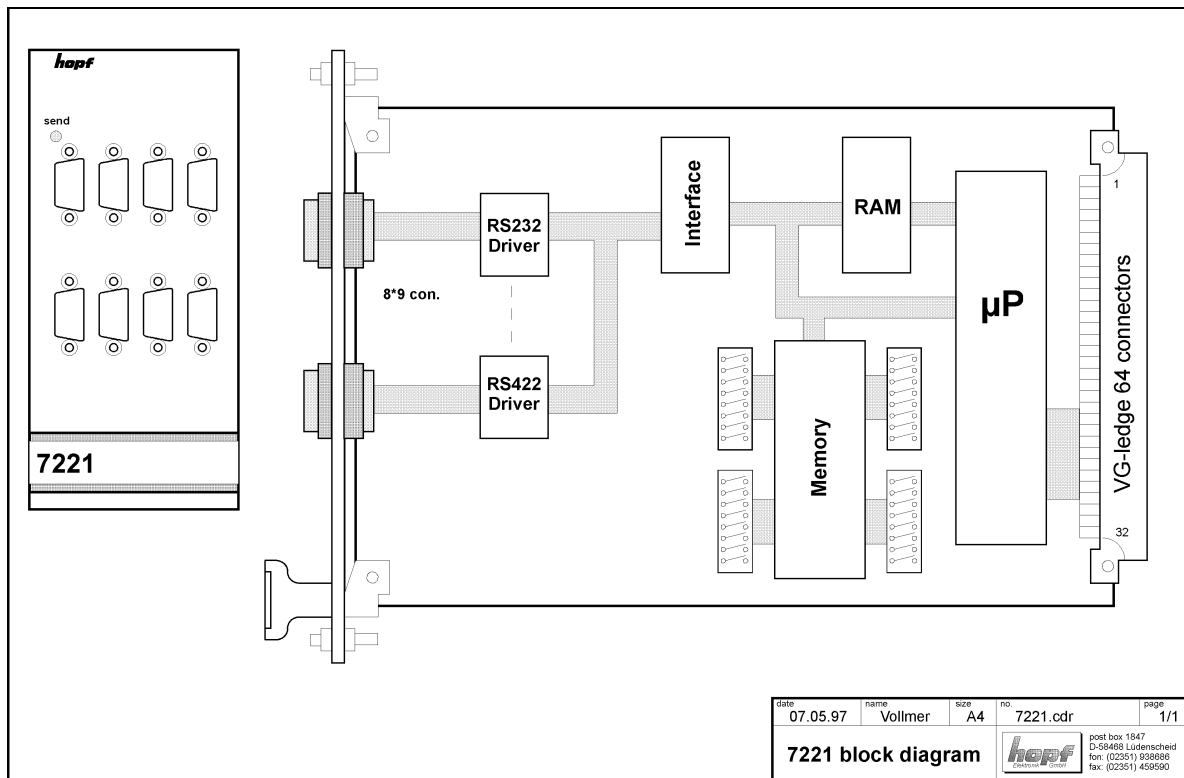 hopf
send
7221
8*9 con.
RS232
Driver
RS422
Driver
Interface
RAM
µP
Memory
1
VG-ledge 64 connectors
32
date
07.05.97
name
Vollmer
size
A4
no.
7221.cdr
page
1/1
7221 block diagram
hopf
Elektronik GmbH
post box 1847
D-58468 Lüdenscheid
fon: (02351) 938686
fax: (02351) 459590